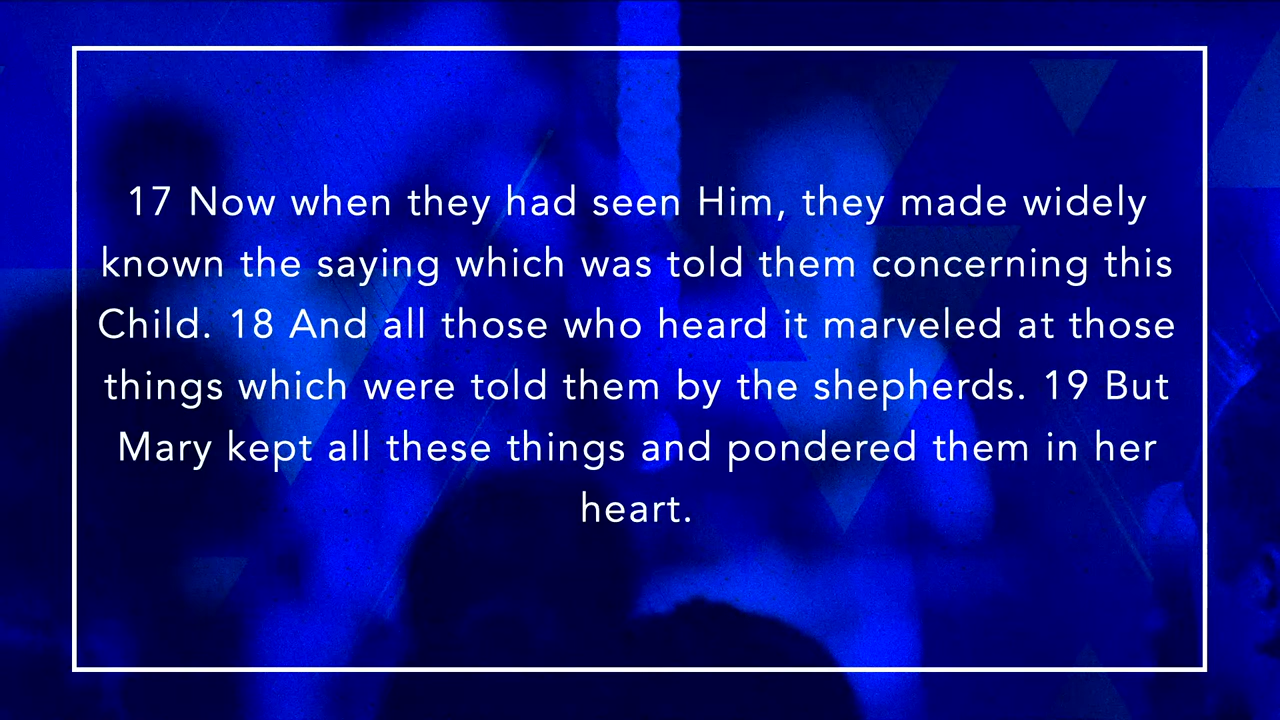 17 Now when they had seen Him, they made widely
known the saying which was told them concerning this
Child. 18 And all those who heard it marveled at those
things which were told them by the shepherds. 19 But
Mary kept all these things and pondered them in her
heart.